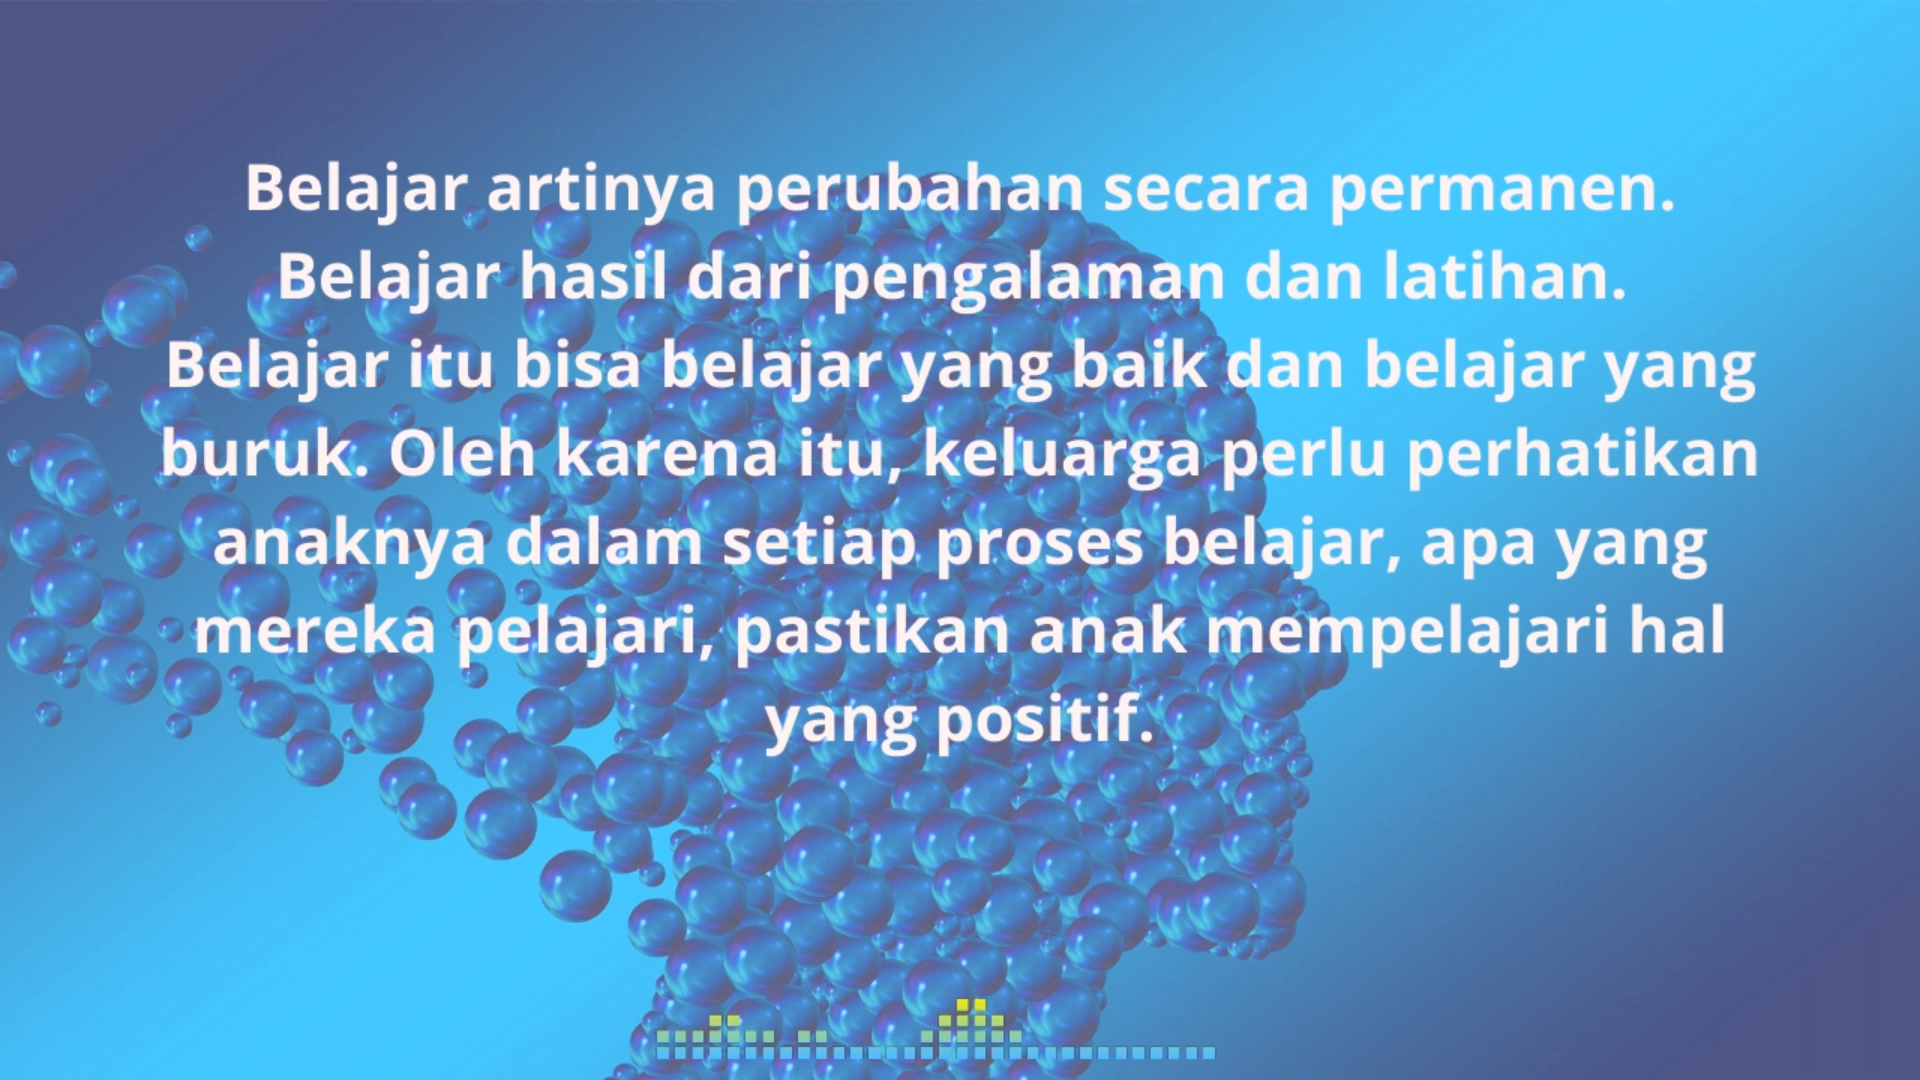 Belajar artinya perubahan secara permanen.
Belajar hasil dari pengalaman dan latihan.
Belajar itu bisa belajar yang baik dan belajar yang
buruk. Oleh karena itu, keluarga perlu perhatikan
anaknya dalam setiap proses belajar, apa yang
mereka pelajari, pastikan anak mempelajari hal
yang positif.